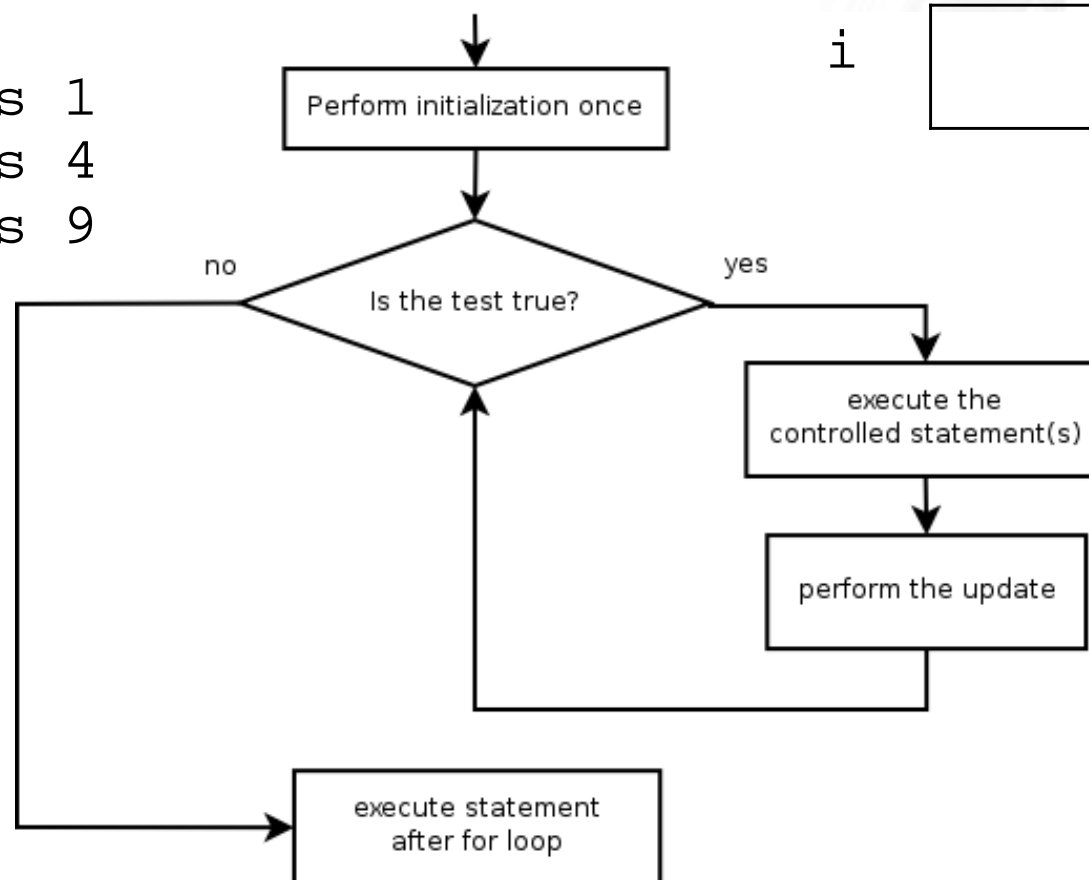 i
s 1
s 4
s 9
Perform initialization once
no
yes
Is the test true?
execute the
controlled statement(s)
perform the update
execute statement
after for loop